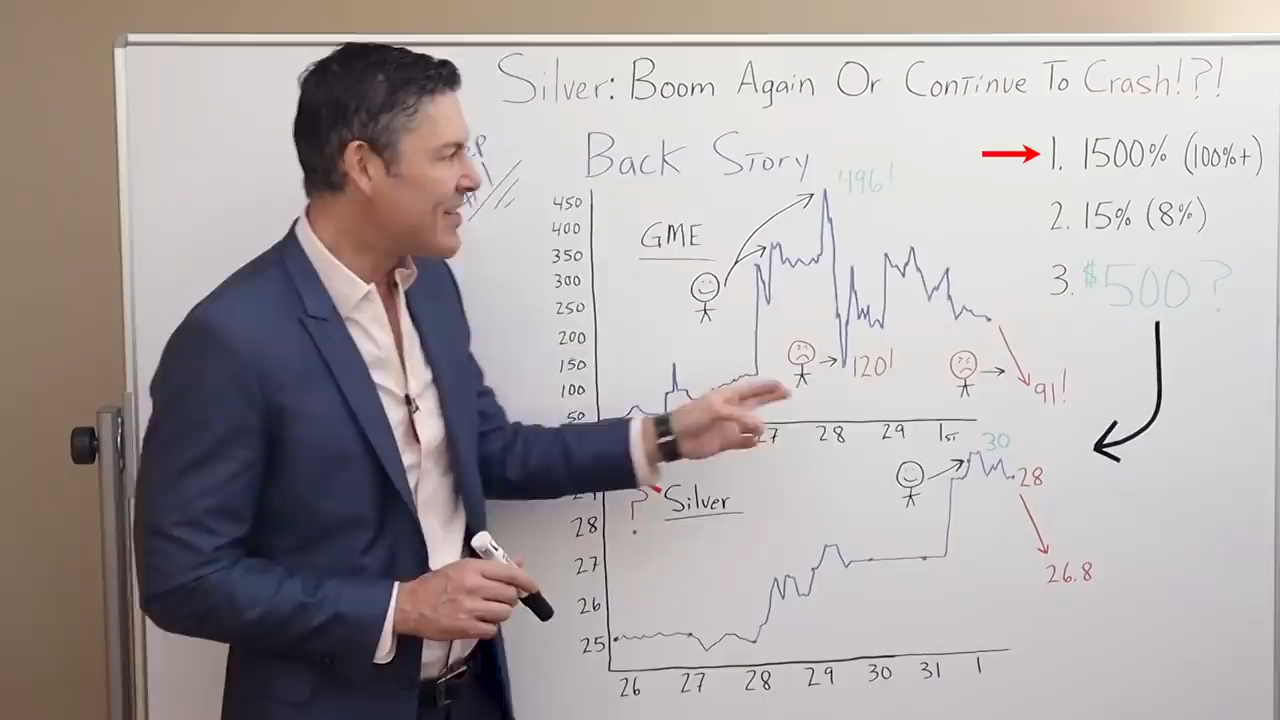 Silver: Boom Again Or Continue To Crash!?!
Back Story
1. 1500% (100%+)
2. 15% (8%)
3. $500?
GME
496!
450
400
350
300
250
200
150
100
50
120!
91!
27 28 29 1ST
30
28
26.8
? Silver
28
27
26
25
26 27 28 29 30 31 1